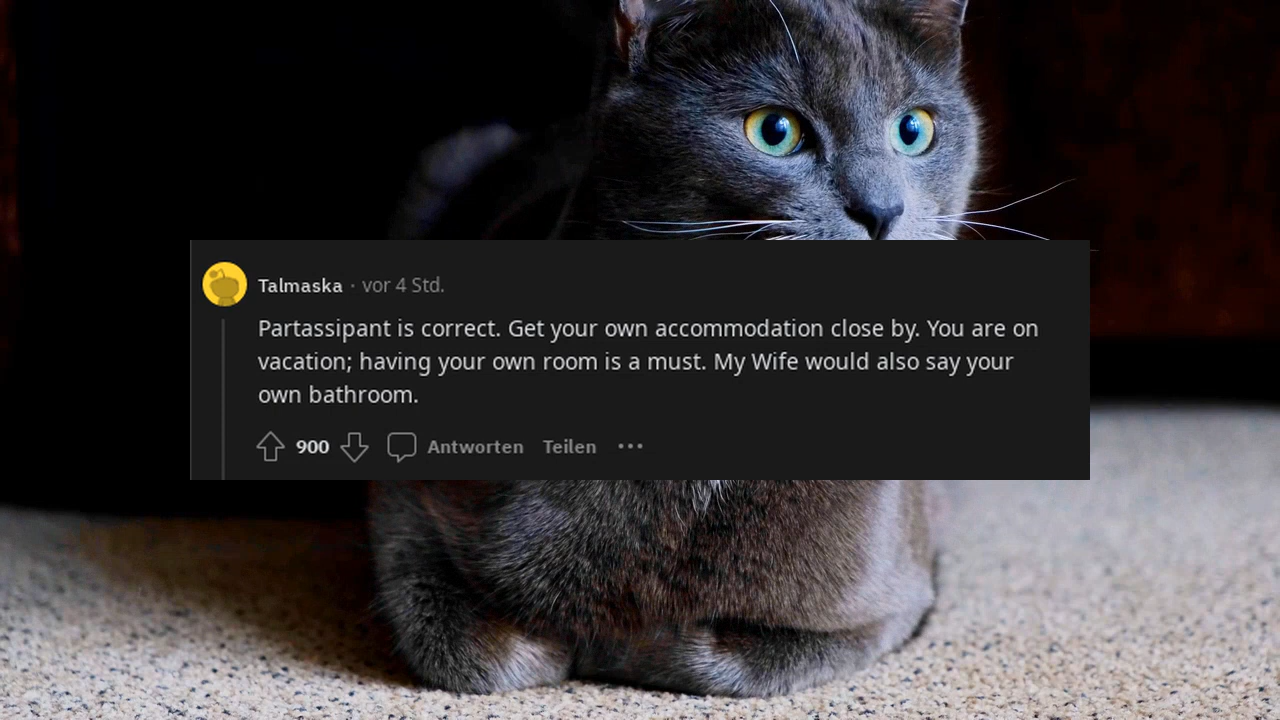 Talmaska · vor 4 Std.
Partassipant is correct. Get your own accommodation close by. You are on
vacation; having your own room is a must. My Wife would also say your
own bathroom.
900 Antworten Teilen ···